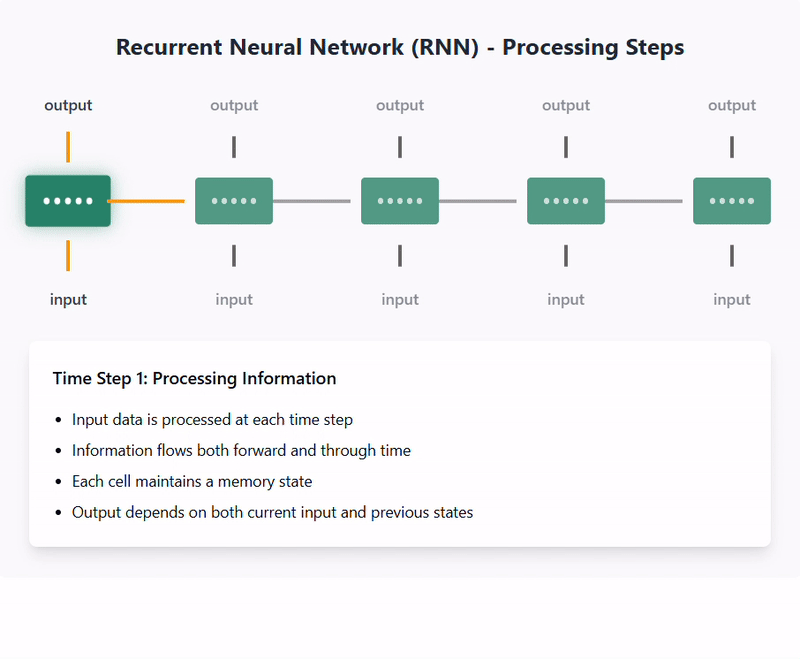 Recurrent Neural Network (RNN) - Processing Steps
output output output output output
input input input input input
Time Step 1: Processing Information
• Input data is processed at each time step
• Information flows both forward and through time
• Each cell maintains a memory state
• Output depends on both current input and previous states